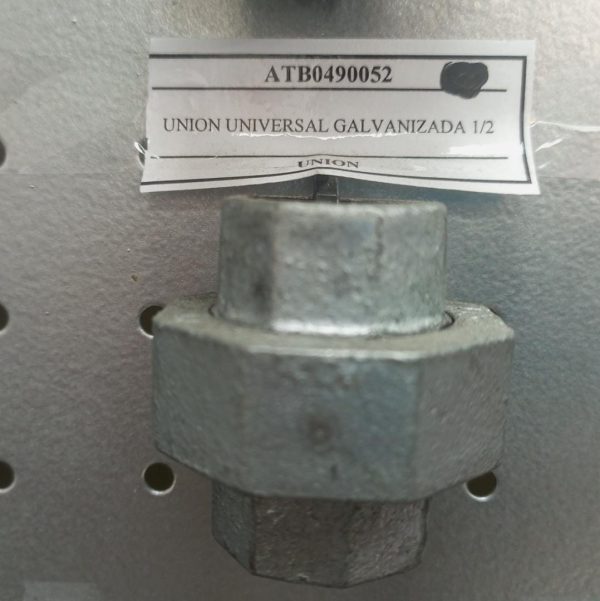 ATB0490052
UNION UNIVERSAL GALVANIZADA 1/2
UNION